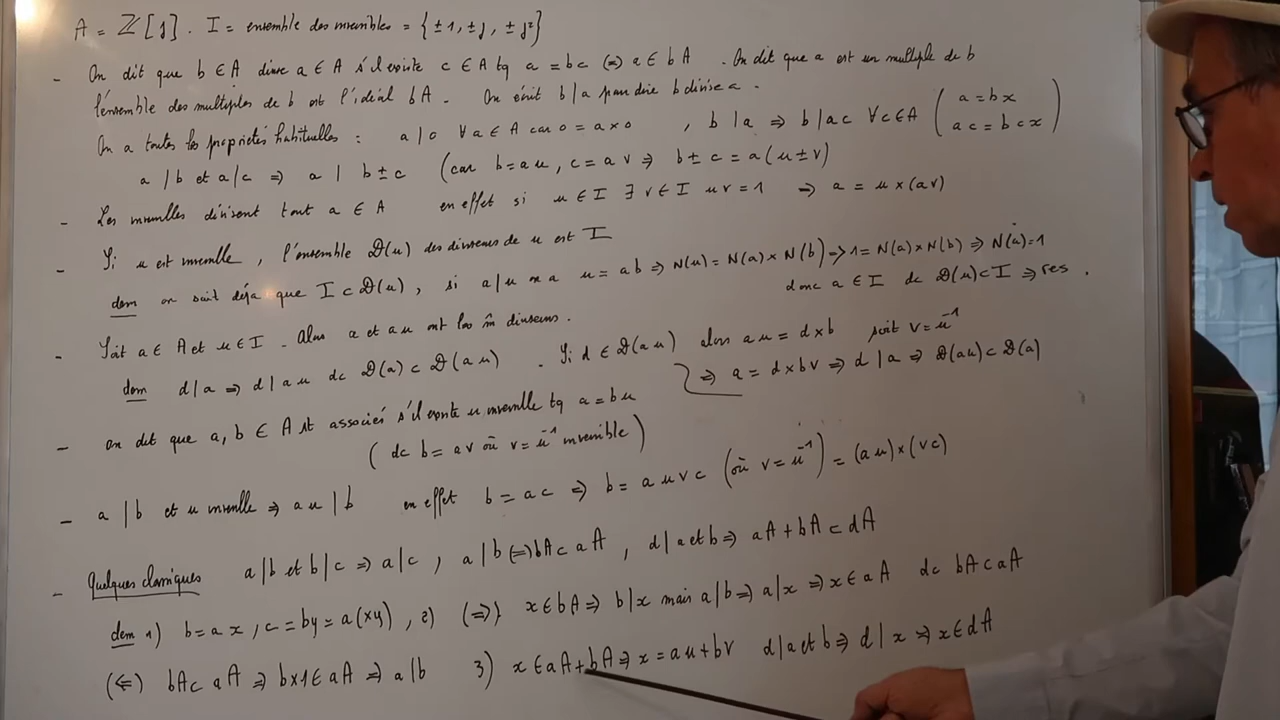 A = ℤ[j] . I = ensemble des inversibles = {±1, ±j, ±j²}
- On dit que b ∈ A divise a ∈ A s'il existe c ∈ A tq a = bc ⟺ a ∈ bA . On dit que a est un multiple de b
l'ensemble des multiples de b est l'idéal bA . On écrit b|a pour dire b divise a .
On a toutes les propriétés habituelles : a|0 ∀a ∈ A car 0 = a×0 , b|a ⇒ b|ac ∀c∈A ( a = bx
ac = bcx )
a|b et a|c ⇒ a | b±c (car b = au, c = av ⇒ b±c = a(u±v)
- Les inversibles divisent tout a ∈ A en effet si u ∈ I ∃ v ∈ I uv = 1 → a = u×(av)
- Si u est inversible, l'ensemble 𝒟(u) des diviseurs de u est I
dem on sait déjà que I ⊂ 𝒟(u), si a|u on a u = ab ⇒ N(u) = N(a)×N(b) → 1 = N(a)×N(b) ⇒ N(a)=1
donc a ∈ I dc 𝒟(u) ⊂ I ⇒ res .
- Soit a ∈ A et u ∈ I . Alors a et au ont les m̂ diviseurs .
dem d|a ⇒ d|au dc 𝒟(a) ⊂ 𝒟(au) . Si d ∈ 𝒟(au) alors au = d×b soit v = u⁻¹
⇒ a = d×bv ⇒ d|a ⇒ 𝒟(au) ⊂ 𝒟(a)
- on dit que a, b ∈ A st associés s'il existe u inversible tq a = bu
(dc b = av où v = u⁻¹ inversible)
- a|b et u inversible ⇒ au|b en effet b = ac ⇒ b = auvc (où v = u⁻¹) = (au)×(vc)
- Quelques classiques a|b et b|c ⇒ a|c , a|b ⟺ bA ⊂ aA , d|a et b ⇒ aA + bA ⊂ dA
dem 1) b = ax, c = by = a(xy) , 2) (⇒) x ∈ bA ⇒ b|x mais a|b ⇒ a|x ⇒ x ∈ aA dc bA ⊂ aA
(⇐) bA ⊂ aA ⇒ b×1 ∈ aA ⇒ a|b 3) x ∈ aA + bA ⇒ x = au + bv d|a et b ⇒ d|x ⇒ x ∈ dA